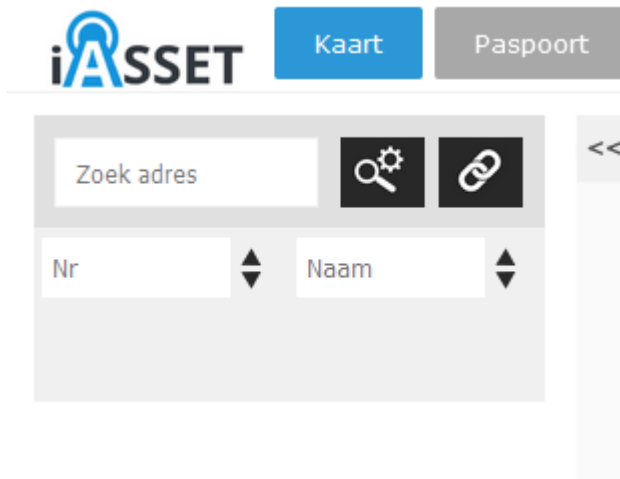 iASSET
Kaart
Paspoort
Zoek adres
<<
Nr
Naam